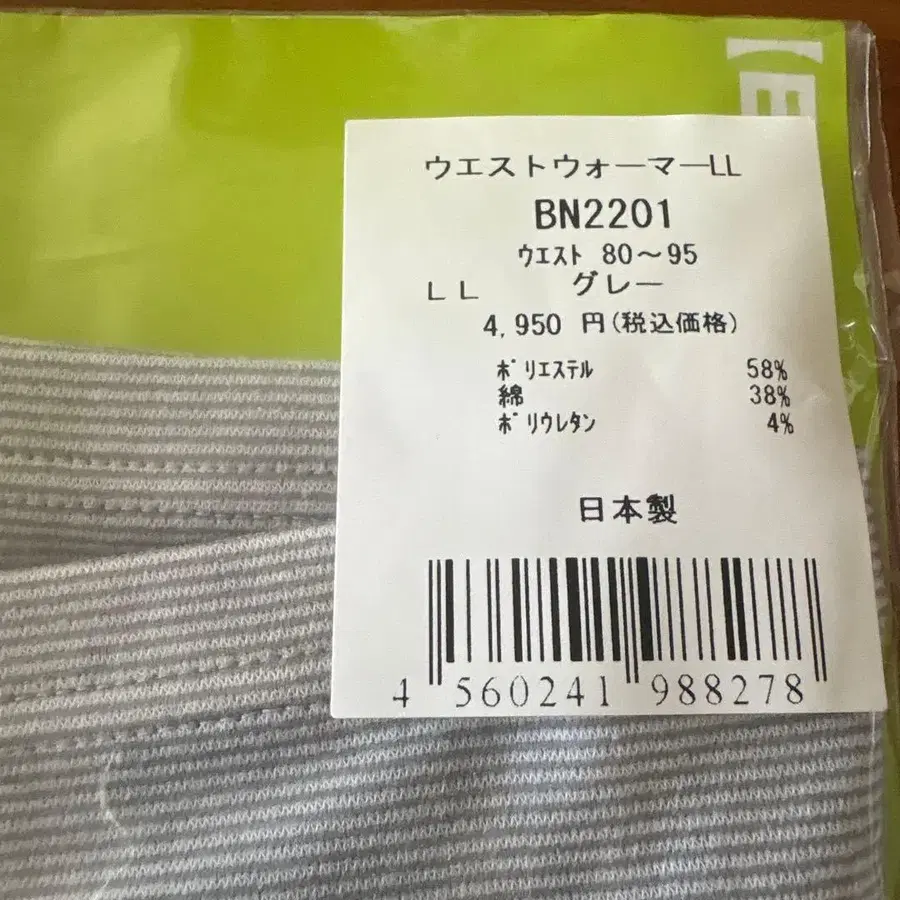 ウエストウォーマーLL
BN2201
ウエスト 80～95
LL グレー
4,950 円(税込価格)
ポリエステル 58%
綿 38%
ポリウレタン 4%
日本製
4 560241 988278